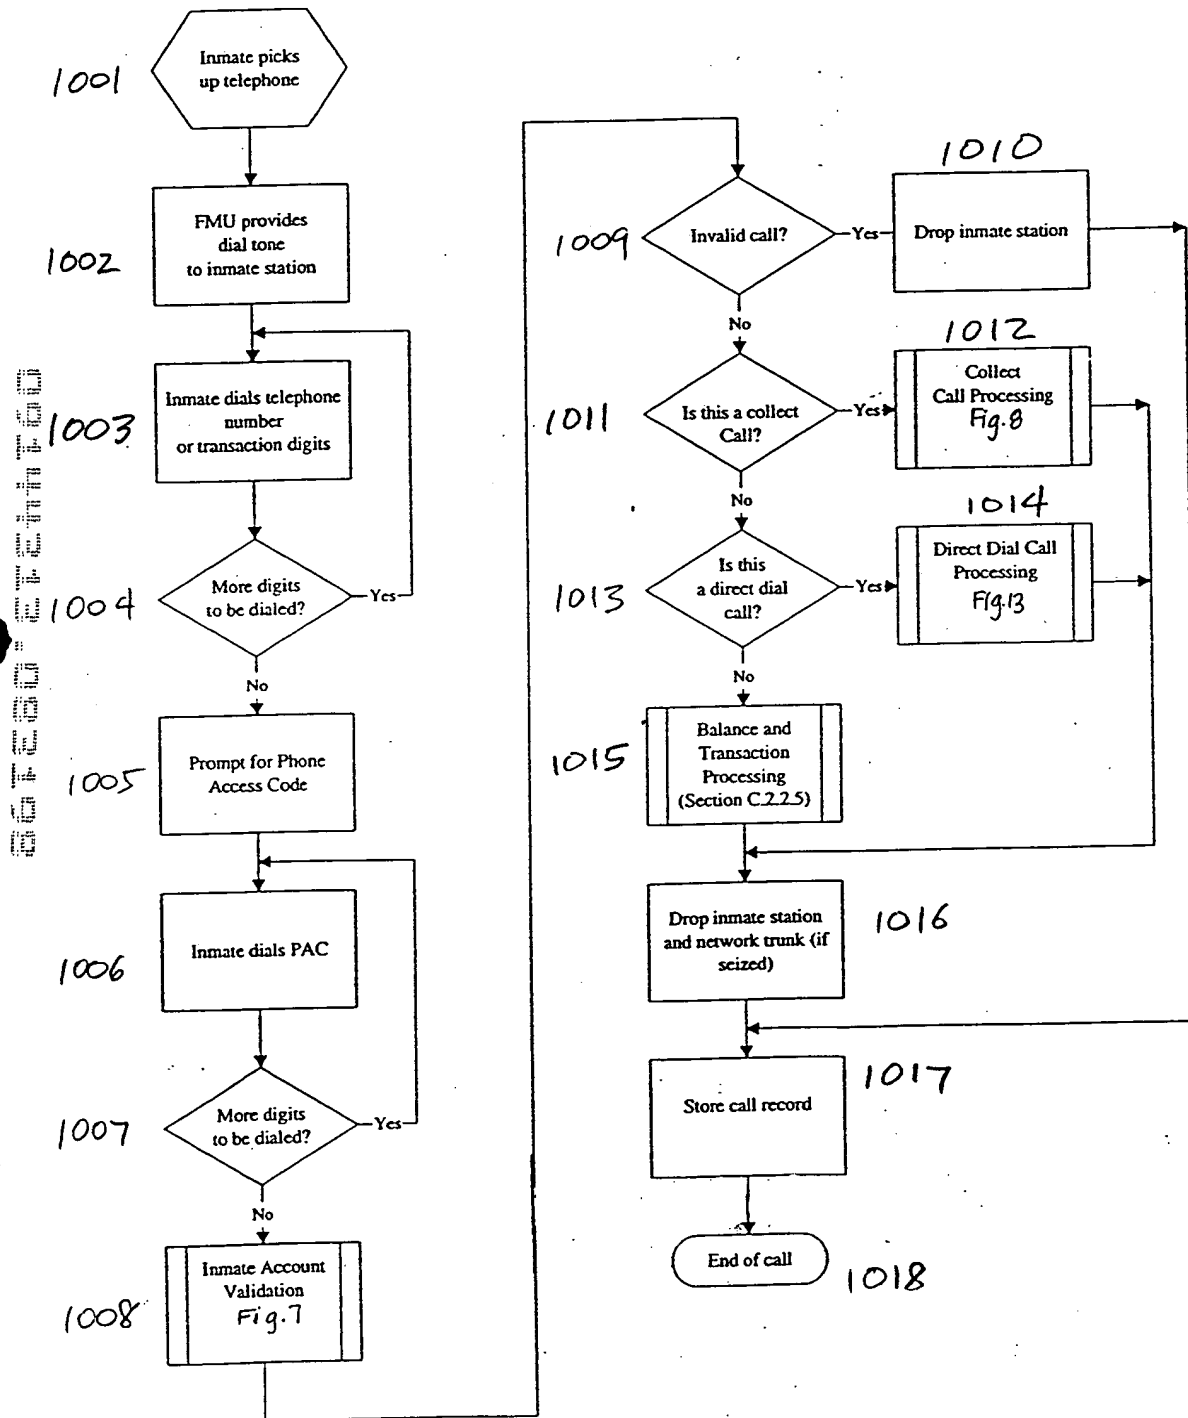 1001
Inmate picks
up telephone
1002
FMU provides
dial tone
to inmate station
1003
Inmate dials telephone
number
or transaction digits
1004
More digits
to be dialed?
Yes
No
1005
Prompt for Phone
Access Code
1006
Inmate dials PAC
1007
More digits
to be dialed?
Yes
No
1008
Inmate Account
Validation
Fig.7
1009
Invalid call?
Yes
1010
Drop inmate station
No
1011
Is this a collect
Call?
Yes
1012
Collect
Call Processing
Fig.8
No
1013
Is this
a direct dial
call?
Yes
1014
Direct Dial Call
Processing
Fig.13
No
1015
Balance and
Transaction
Processing
(Section C.2.2.5)
1016
Drop inmate station
and network trunk (if
seized)
1017
Store call record
End of call
1018